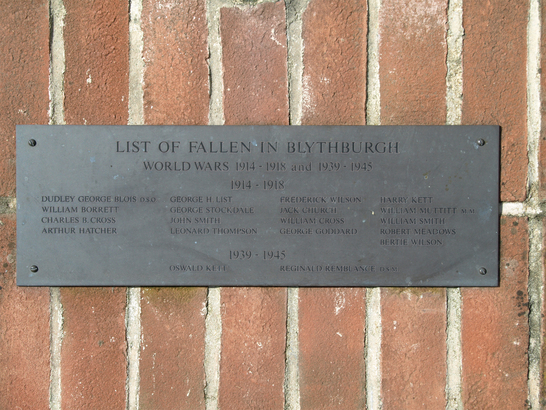 LIST OF FALLEN IN BLYTHBURGH
WORLD WARS 1914 - 1918 and 1939 - 1945
1914 - 1918
DUDLEY GEORGE BLOIS D.S.O. GEORGE H LIST FREDERICK WILSON HARRY KETT
WILLIAM BORRETT GEORGE STOCKDALE JACK CHURCH WILLIAM MUTTITT M.M.
CHARLES B CROSS JOHN SMITH WILLIAM CROSS WILLIAM SMITH
ARTHUR HATCHER LEONARD THOMPSON GEORGE GODDARD ROBERT MEADOWS
BERTIE WILSON
1939 - 1945
OSWALD KETT REGINALD REMBLANCE